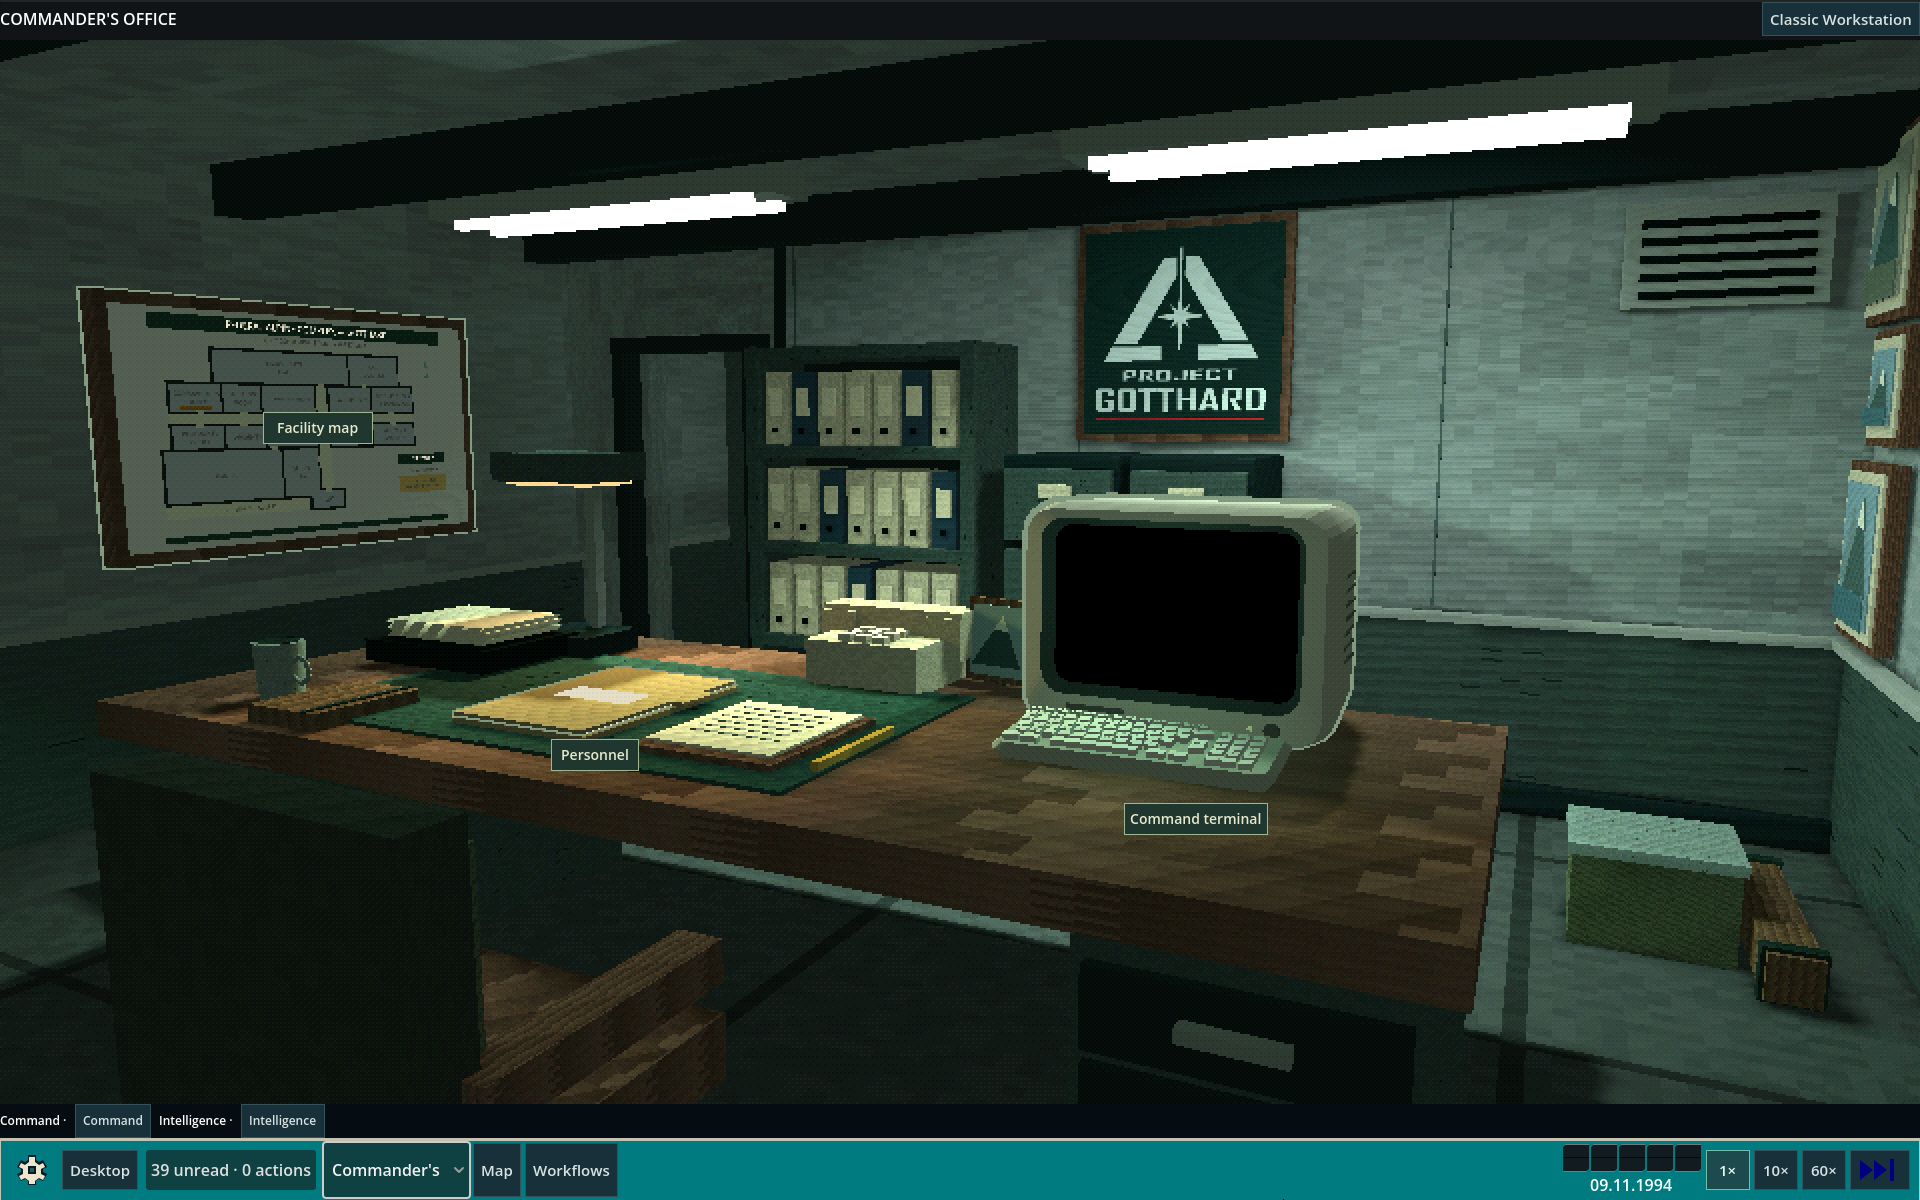 COMMANDER'S OFFICE
Classic Workstation
PROJECT
GOTTHARD
Facility map
Personnel
Command terminal
Command · Command Intelligence · Intelligence
Desktop
39 unread · 0 actions
Commander's
Map
Workflows
09.11.1994
1×
10×
60×